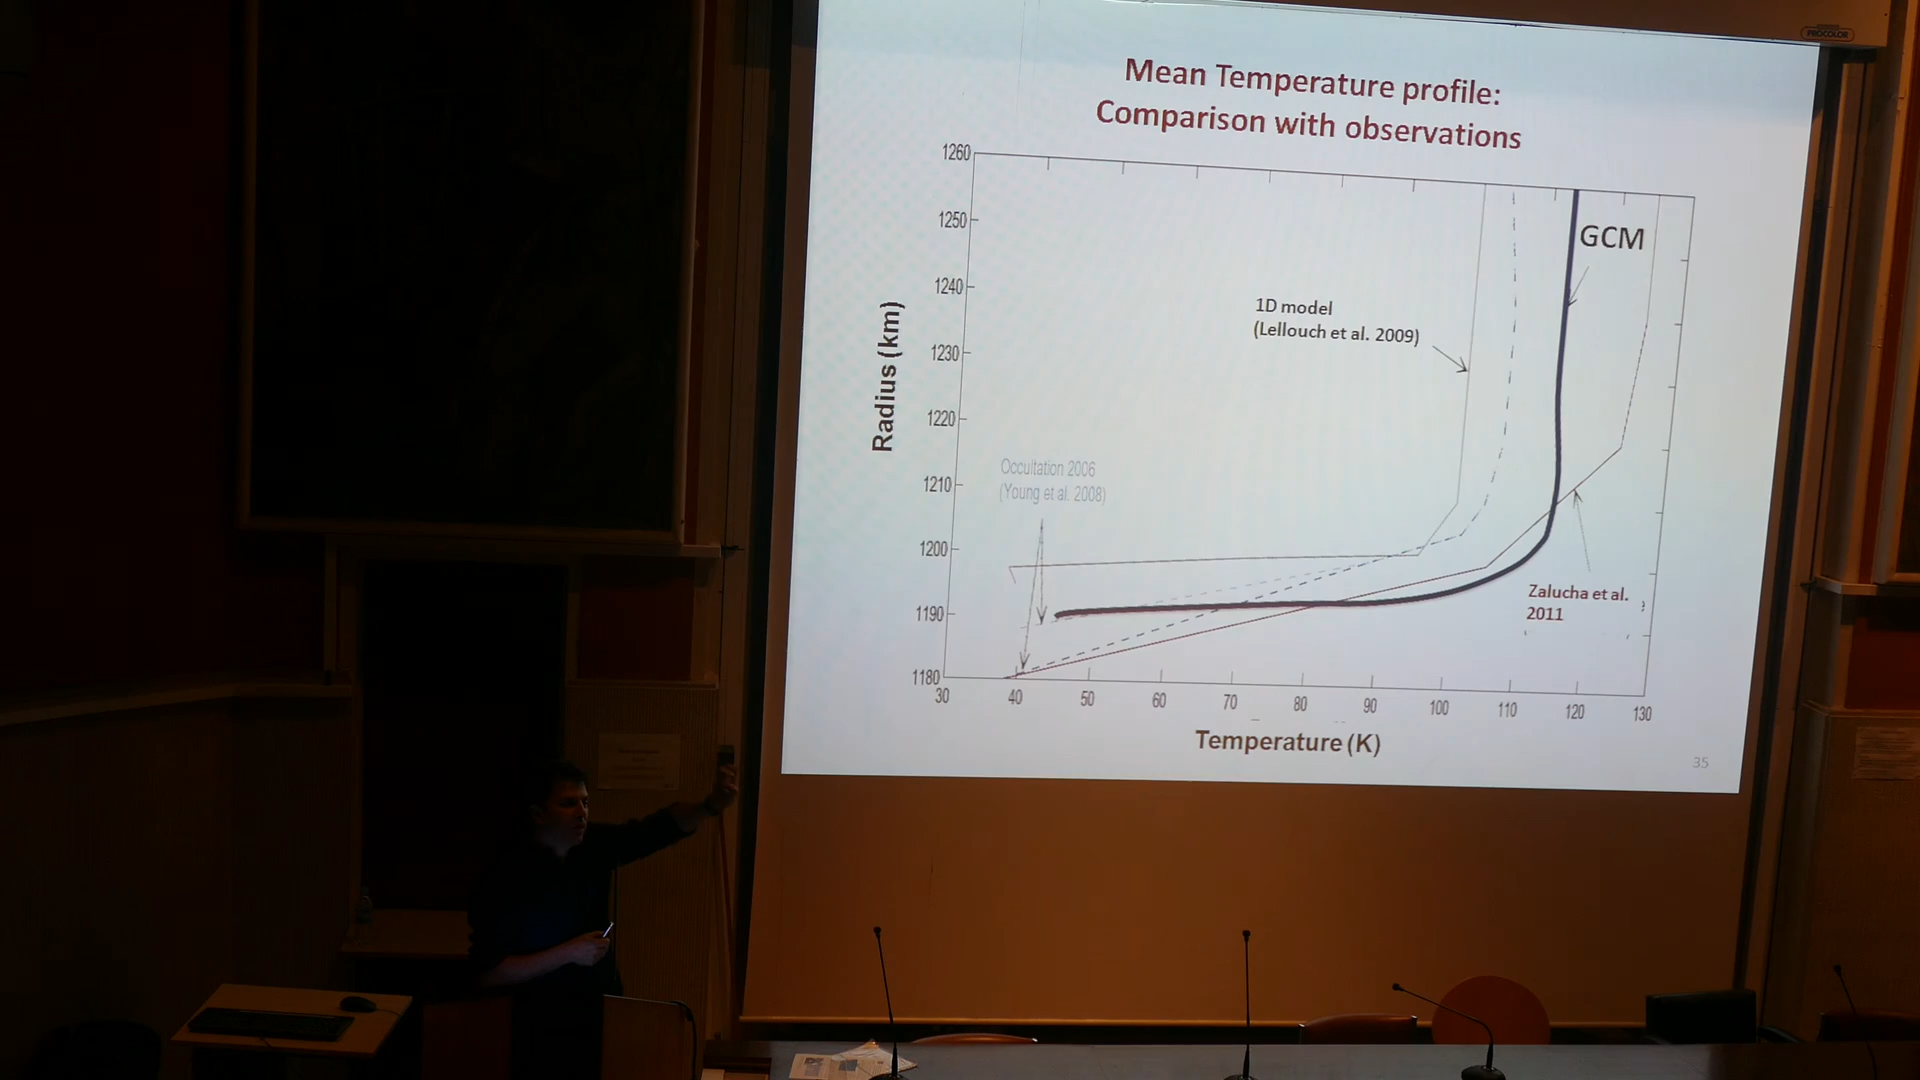 PROCOLOR
Mean Temperature profile:
Comparison with observations
1260
1250
1240
1230
1220
1210
1200
1190
1180
Radius (km)
GCM
1D model
(Lellouch et al. 2009)
Occultation 2006
(Young et al. 2008)
Zalucha et al.
2011
30 40 50 60 70 80 90 100 110 120 130
Temperature (K)
35